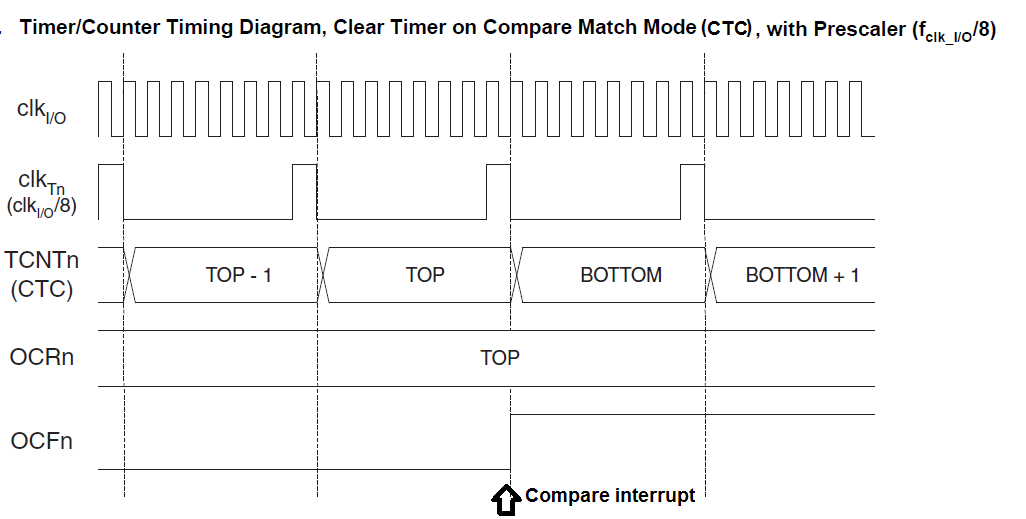 Timer/Counter Timing Diagram, Clear Timer on Compare Match Mode (CTC), with Prescaler (fclk_I/O/8)
clkI/O
clkTn
(clkI/O/8)
TCNTn
(CTC)
TOP - 1
TOP
BOTTOM
BOTTOM + 1
OCRn
TOP
OCFn
Compare interrupt